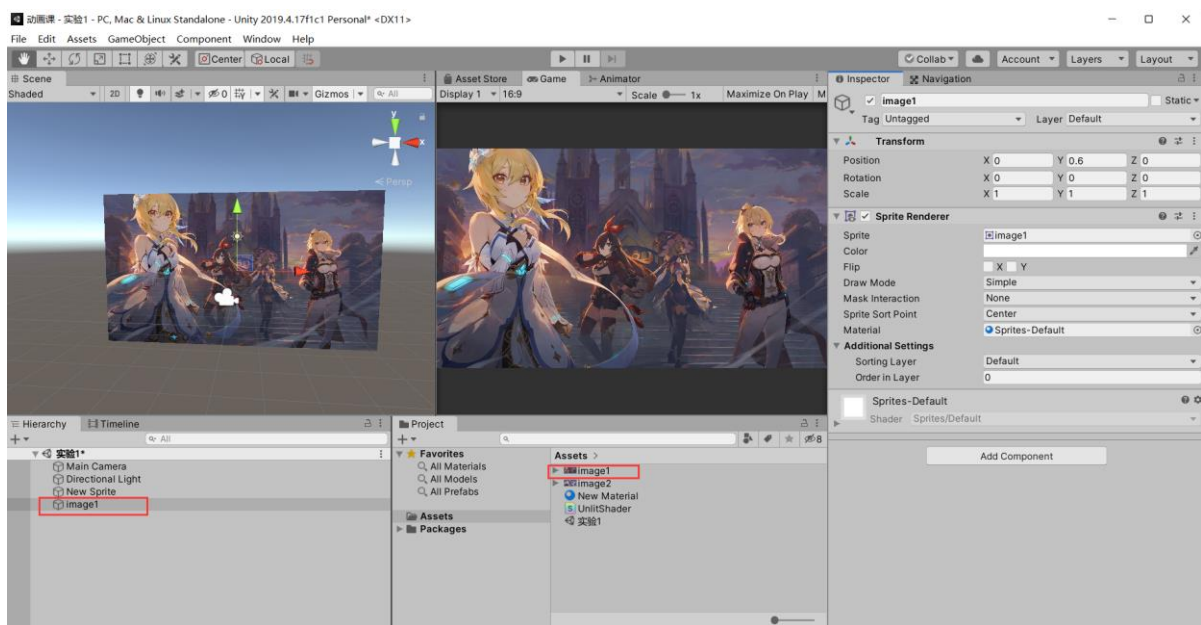 动画课 - 实验1 - PC, Mac & Linux Standalone - Unity 2019.4.17f1c1 Personal* <DX11>
File Edit Assets GameObject Component Window Help
Center Local Collab Account Layers Layout
Scene
Shaded 2D 0 Gizmos All
Asset Store Game Animator
Display 1 16:9 Scale 1x Maximize On Play M
y
x
Persp
Inspector Navigation
image1 Static
Tag Untagged Layer Default
Transform
Position X 0 Y 0.6 Z 0
Rotation X 0 Y 0 Z 0
Scale X 1 Y 1 Z 1
Sprite Renderer
Sprite image1
Color
Flip X Y
Draw Mode Simple
Mask Interaction None
Sprite Sort Point Center
Material Sprites-Default
Additional Settings
Sorting Layer Default
Order in Layer 0
Sprites-Default
Shader Sprites/Default
Add Component
Hierarchy Timeline
All
实验1*
Main Camera
Directional Light
New Sprite
image1
Project
8
Favorites
All Materials
All Models
All Prefabs
Assets
Packages
Assets >
image1
image2
New Material
UnlitShader
实验1